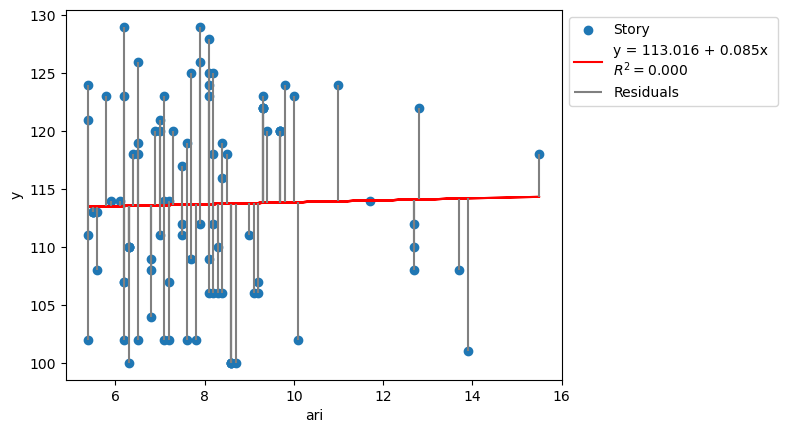 130
125
120
115
110
105
100
y
6
8
10
12
14
16
ari
Story
y = 113.016 + 0.085x
R² = 0.000
Residuals